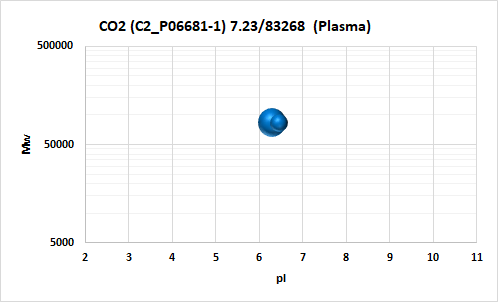 CO2 (C2_P06681-1) 7.23/83268  (Plasma)
500000
50000
5000
Mw
2 3 4 5 6 7 8 9 10 11
pI